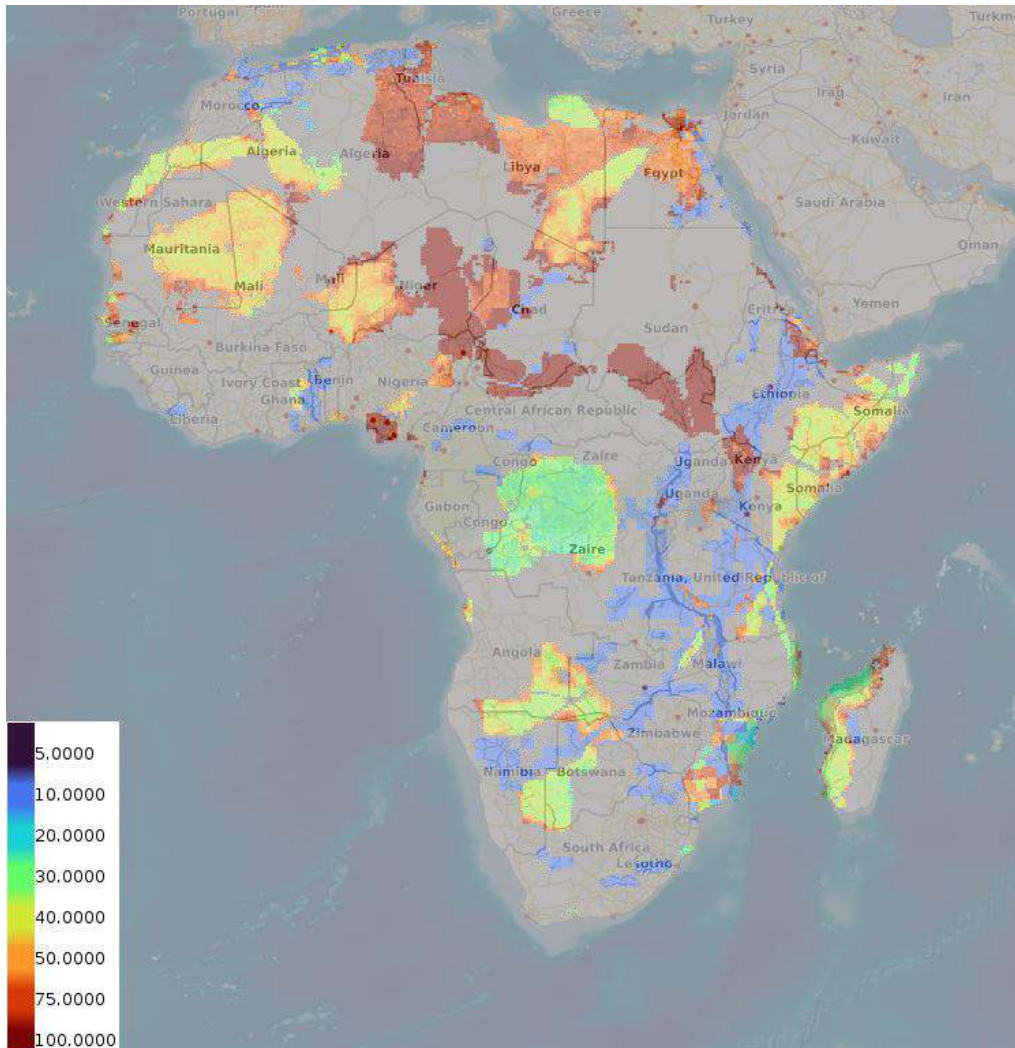 Portugal
Spain
Greece
Turkey
Turkm
Syria
Iraq
Iran
Jordan
Kuwait
Tunisia
Morocco
Algeria
Algeria
Libya
Egypt
Saudi Arabia
Western Sahara
Oman
Mauritania
Mali
Mali
Niger
Chad
Yemen
Eritrea
Sudan
Senegal
Burkina Faso
Guinea
Ivory Coast
Benin
Nigeria
Ghana
Ethiopia
Somalia
Liberia
Central African Republic
Cameroon
Congo
Zaire
Uganda
Kenya
Uganda
Somalia
Gabon
Kenya
Congo
Zaire
Tanzania, United Republic of
Angola
Zambia
Malawi
Mozambique
Zimbabwe
Madagascar
Namibia
Botswana
South Africa
Lesotho
5.0000
10.0000
20.0000
30.0000
40.0000
50.0000
75.0000
100.0000